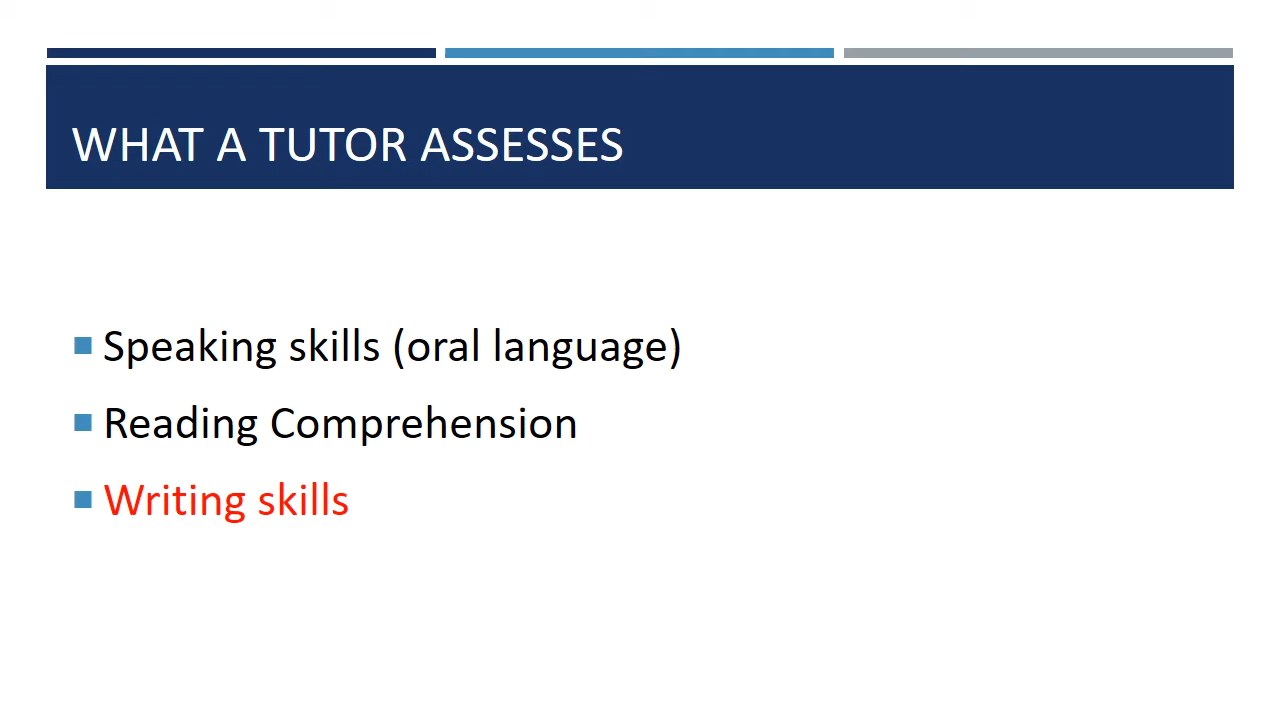 WHAT A TUTOR ASSESSES
Speaking skills (oral language)
Reading Comprehension
Writing skills